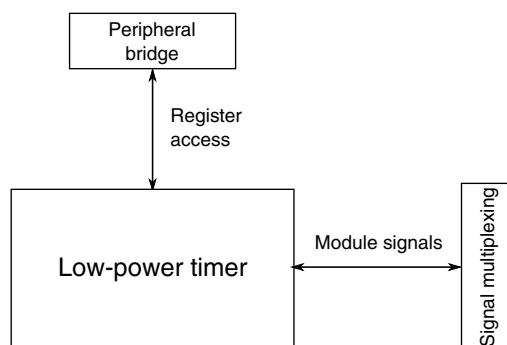 Peripheral
bridge
Register
access
Low-power timer
Module signals
Signal multiplexing